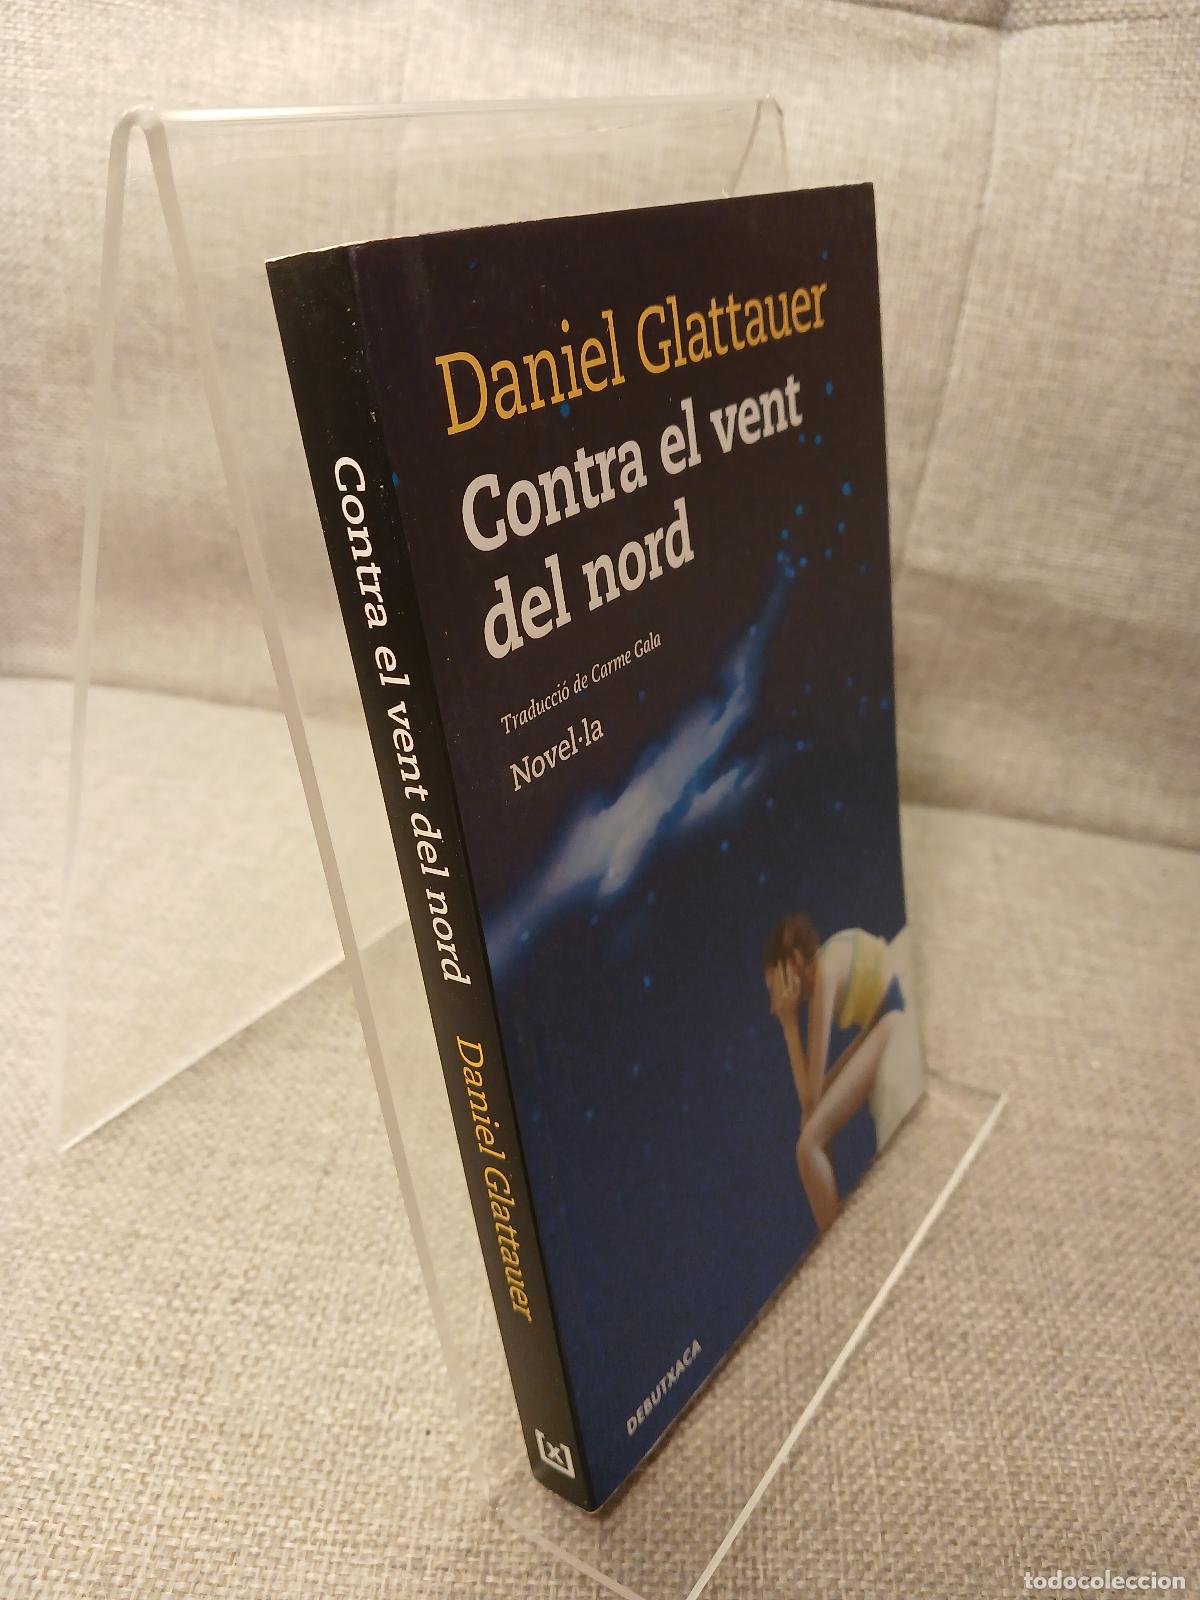 Daniel Glattauer
Contra el vent
del nord
Traducció de Carme Gala
Novel·la
DEBUTXACA
Contra el vent del nord Daniel Glattauer
[x]
todocoleccion